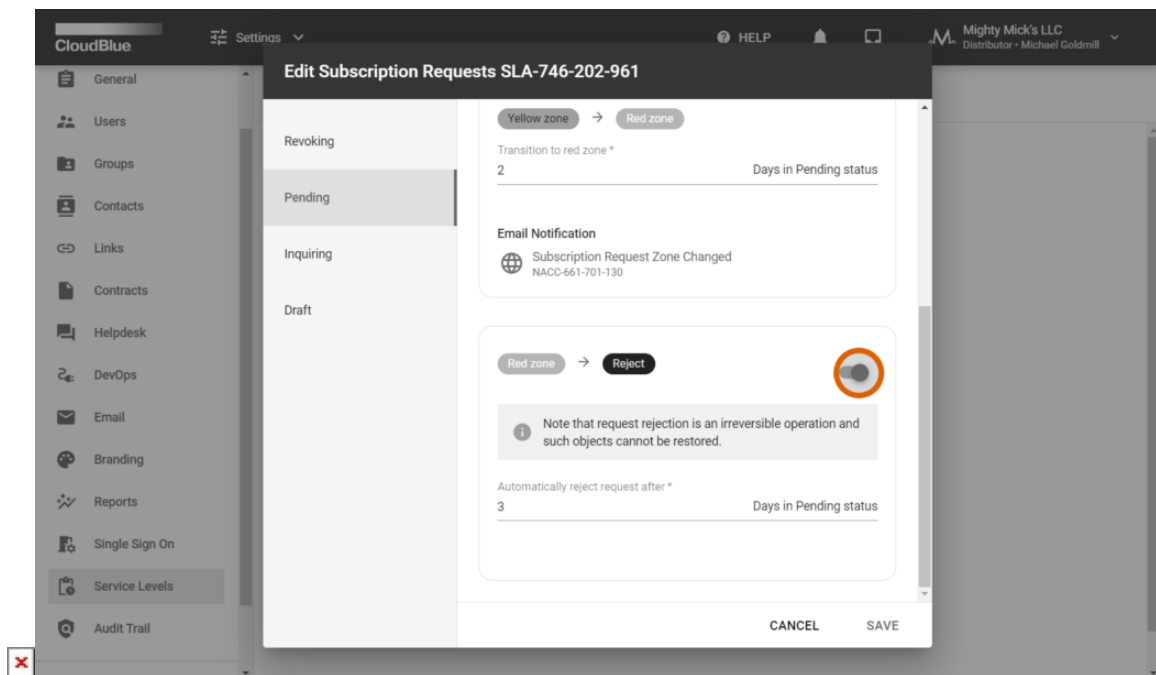 CloudBlue
Settings
HELP
Mighty Mick's LLC
Distributor • Michael Goldmill
General
Users
Groups
Contacts
Links
Contracts
Helpdesk
DevOps
Email
Branding
Reports
Single Sign On
Service Levels
Audit Trail
Edit Subscription Requests SLA-746-202-961
Revoking
Pending
Inquiring
Draft
Yellow zone → Red zone
Transition to red zone *
2 Days in Pending status
Email Notification
Subscription Request Zone Changed
NACC-661-701-130
Red zone → Reject
Note that request rejection is an irreversible operation and
such objects cannot be restored.
Automatically reject request after *
3 Days in Pending status
CANCEL SAVE